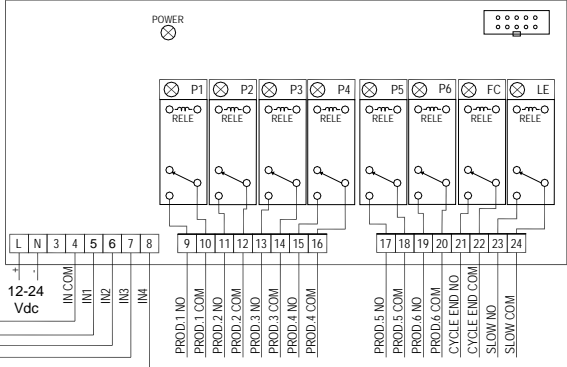 POWER
P1 P2 P3 P4 P5 P6 FC LE
RELE RELE RELE RELE RELE RELE RELE RELE
L N 3 4 5 6 7 8 9 10 11 12 13 14 15 16 17 18 19 20 21 22 23 24
+ -
12-24
Vdc
IN COM
IN1
IN2
IN3
IN4
PROD.1 NO
PROD.1 COM
PROD.2 NO
PROD.2 COM
PROD.3 NO
PROD.3 COM
PROD.4 NO
PROD.4 COM
PROD.5 NO
PROD.5 COM
PROD.6 NO
PROD.6 COM
CYCLE END NO
CYCLE END COM
SLOW NO
SLOW COM